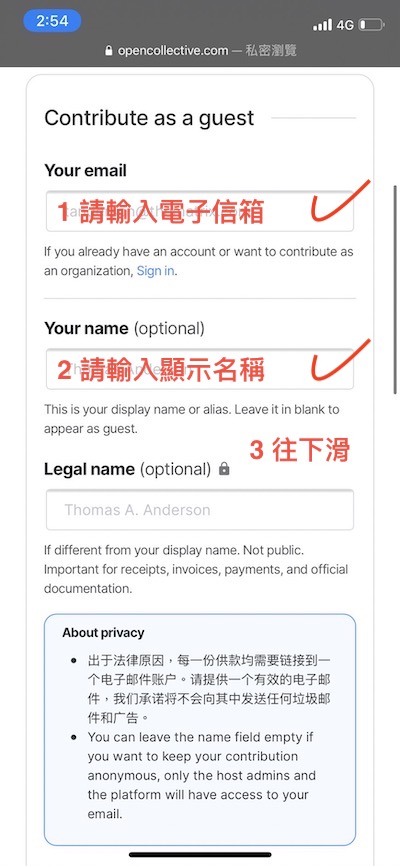 2:54
4G
opencollective.com — 私密瀏覽
Contribute as a guest
Your email
1 請輸入電子信箱
If you already have an account or want to contribute as
an organization, Sign in.
Your name (optional)
2 請輸入顯示名稱
This is your display name or alias. Leave it in blank to
appear as guest.
3 往下滑
Legal name (optional)
Thomas A. Anderson
If different from your display name. Not public.
Important for receipts, invoices, payments, and official
documentation.
About privacy
出于法律原因，每一份供款均需要链接到一
个电子邮件账户。请提供一个有效的电子邮
件，我们承诺将不会向其中发送任何垃圾邮
件和广告。
You can leave the name field empty if
you want to keep your contribution
anonymous, only the host admins and
the platform will have access to your
email.